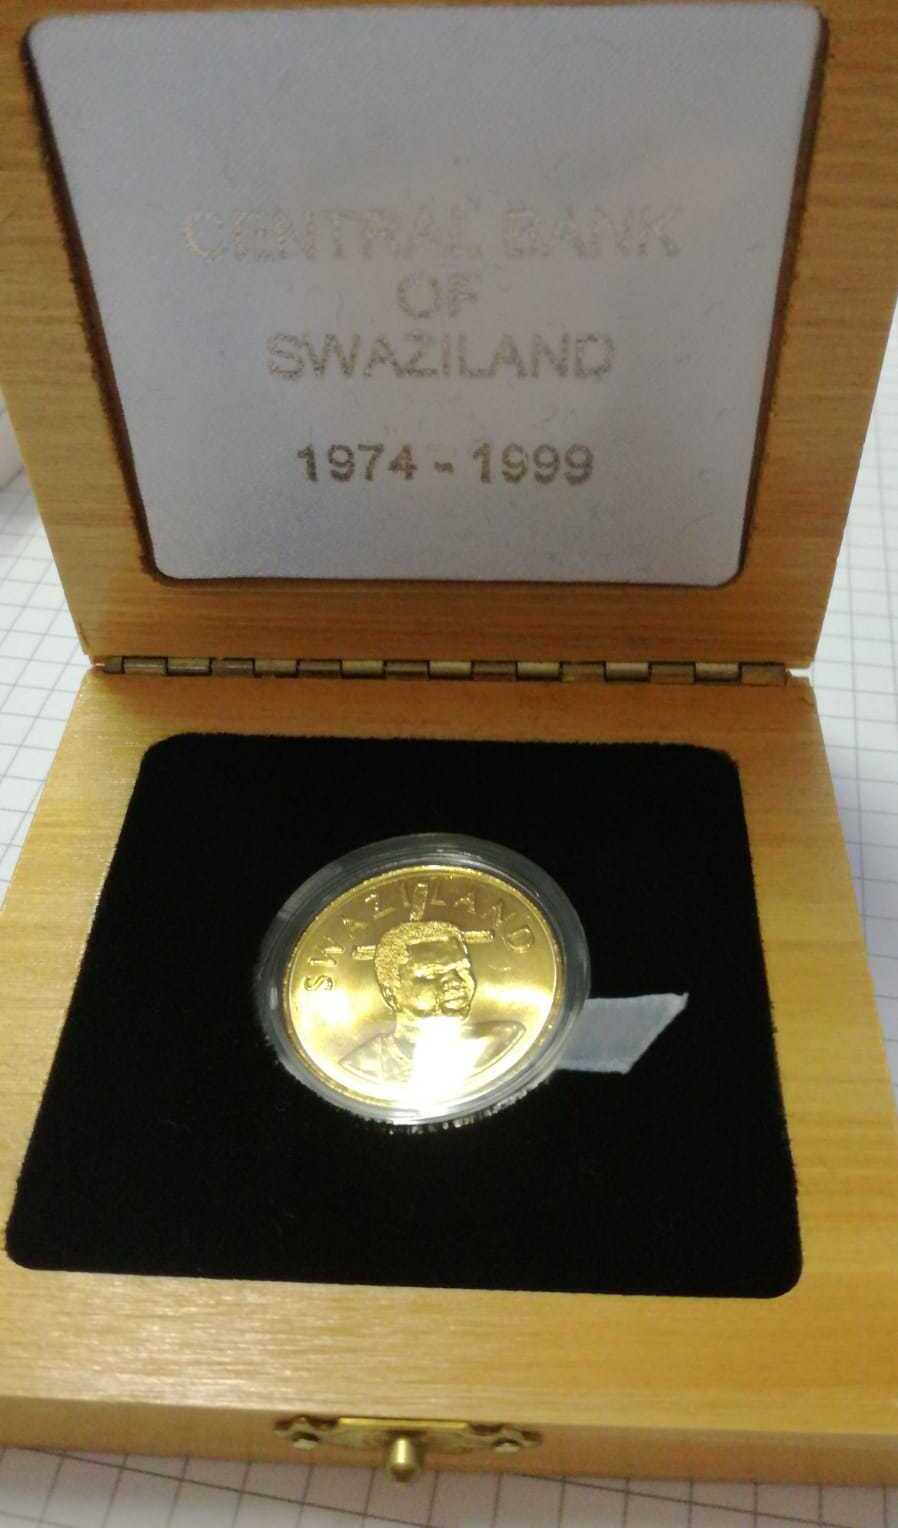 CENTRAL BANK
OF
SWAZILAND
1974 - 1999
SWAZILAND